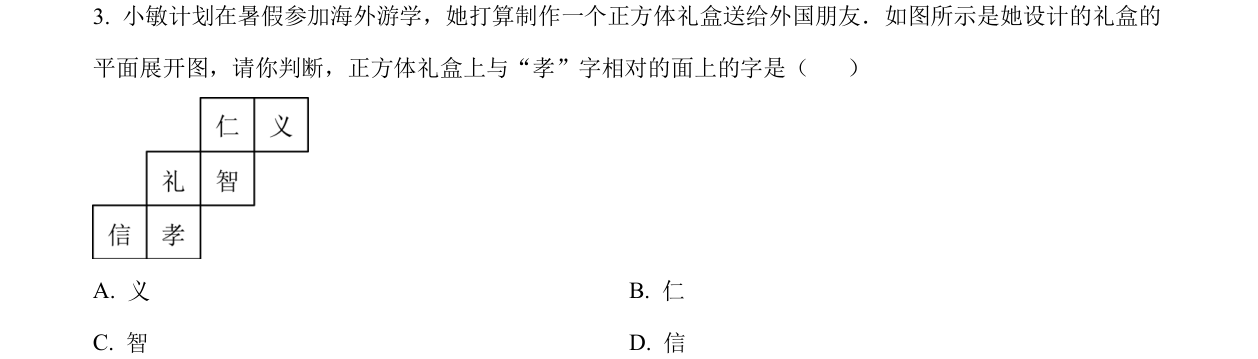 3. 小敏计划在暑假参加海外游学，她打算制作一个正方体礼盒送给外国朋友．如图所示是她设计的礼盒的
平面展开图，请你判断，正方体礼盒上与“孝”字相对的面上的字是（　　）
仁 义
礼 智
信 孝
A. 义 B. 仁
C. 智 D. 信